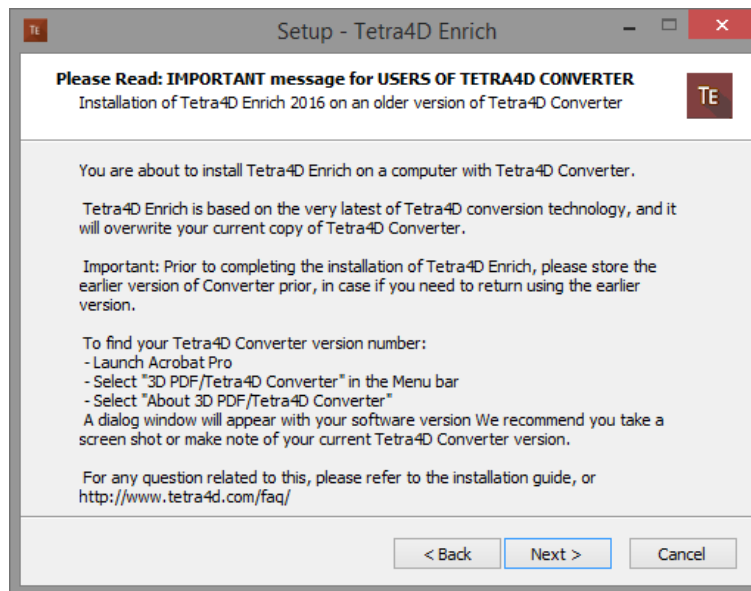 TE
Setup - Tetra4D Enrich
Please Read: IMPORTANT message for USERS OF TETRA4D CONVERTER
Installation of Tetra4D Enrich 2016 on an older version of Tetra4D Converter
TE
You are about to install Tetra4D Enrich on a computer with Tetra4D Converter.
Tetra4D Enrich is based on the very latest of Tetra4D conversion technology, and it
will overwrite your current copy of Tetra4D Converter.
Important: Prior to completing the installation of Tetra4D Enrich, please store the
earlier version of Converter prior, in case if you need to return using the earlier
version.
To find your Tetra4D Converter version number:
- Launch Acrobat Pro
- Select "3D PDF/Tetra4D Converter" in the Menu bar
- Select "About 3D PDF/Tetra4D Converter"
A dialog window will appear with your software version We recommend you take a
screen shot or make note of your current Tetra4D Converter version.
For any question related to this, please refer to the installation guide, or
http://www.tetra4d.com/faq/
< Back
Next >
Cancel